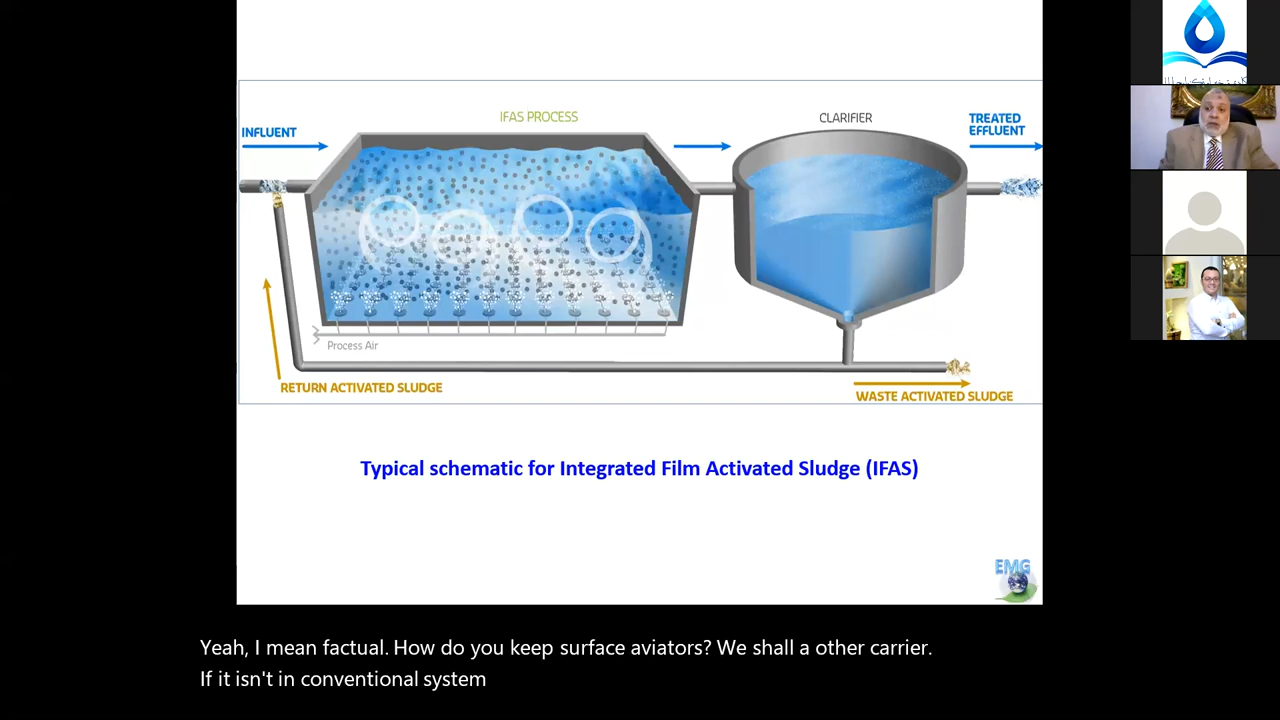 IFAS PROCESS
CLARIFIER
INFLUENT
TREATED
EFFLUENT
Process Air
RETURN ACTIVATED SLUDGE
WASTE ACTIVATED SLUDGE
Typical schematic for Integrated Film Activated Sludge (IFAS)
EMG
Yeah, I mean factual. How do you keep surface aviators? We shall a other carrier.
If it isn't in conventional system